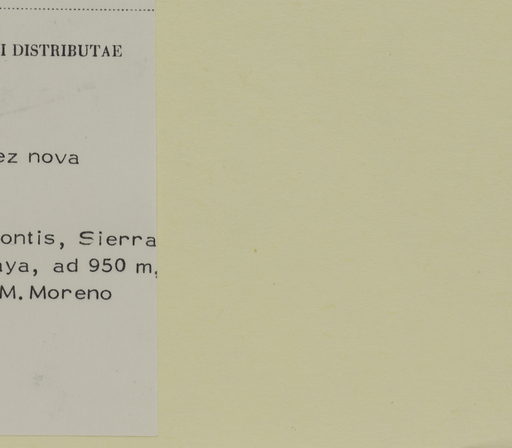 I DISTRIBUTAE
ez nova
ontis, Sierra
aya, ad 950 m,
M. Moreno